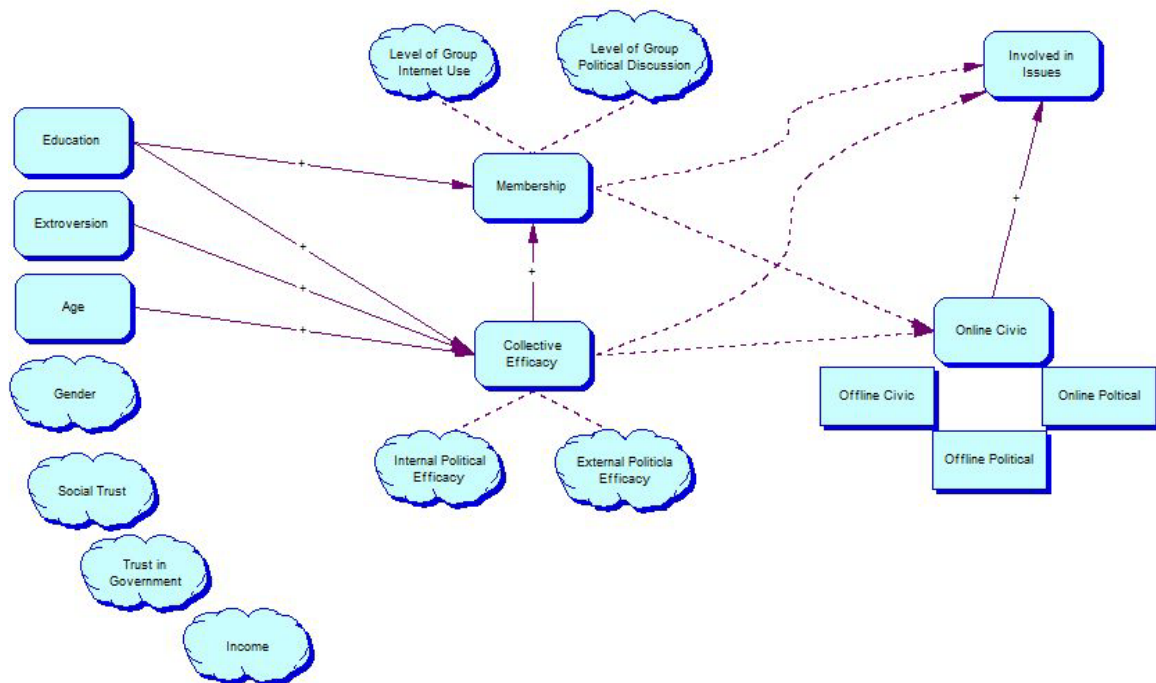 Level of Group
Internet Use
Level of Group
Political Discussion
Involved in
Issues
Education
+
Membership
Extroversion
+
+
+
+
Age
+
Collective
Efficacy
Online Civic
Gender
Offline Civic
Online Poltical
Offline Political
Internal Political
Efficacy
External Politicla
Efficacy
Social Trust
Trust in
Government
Income